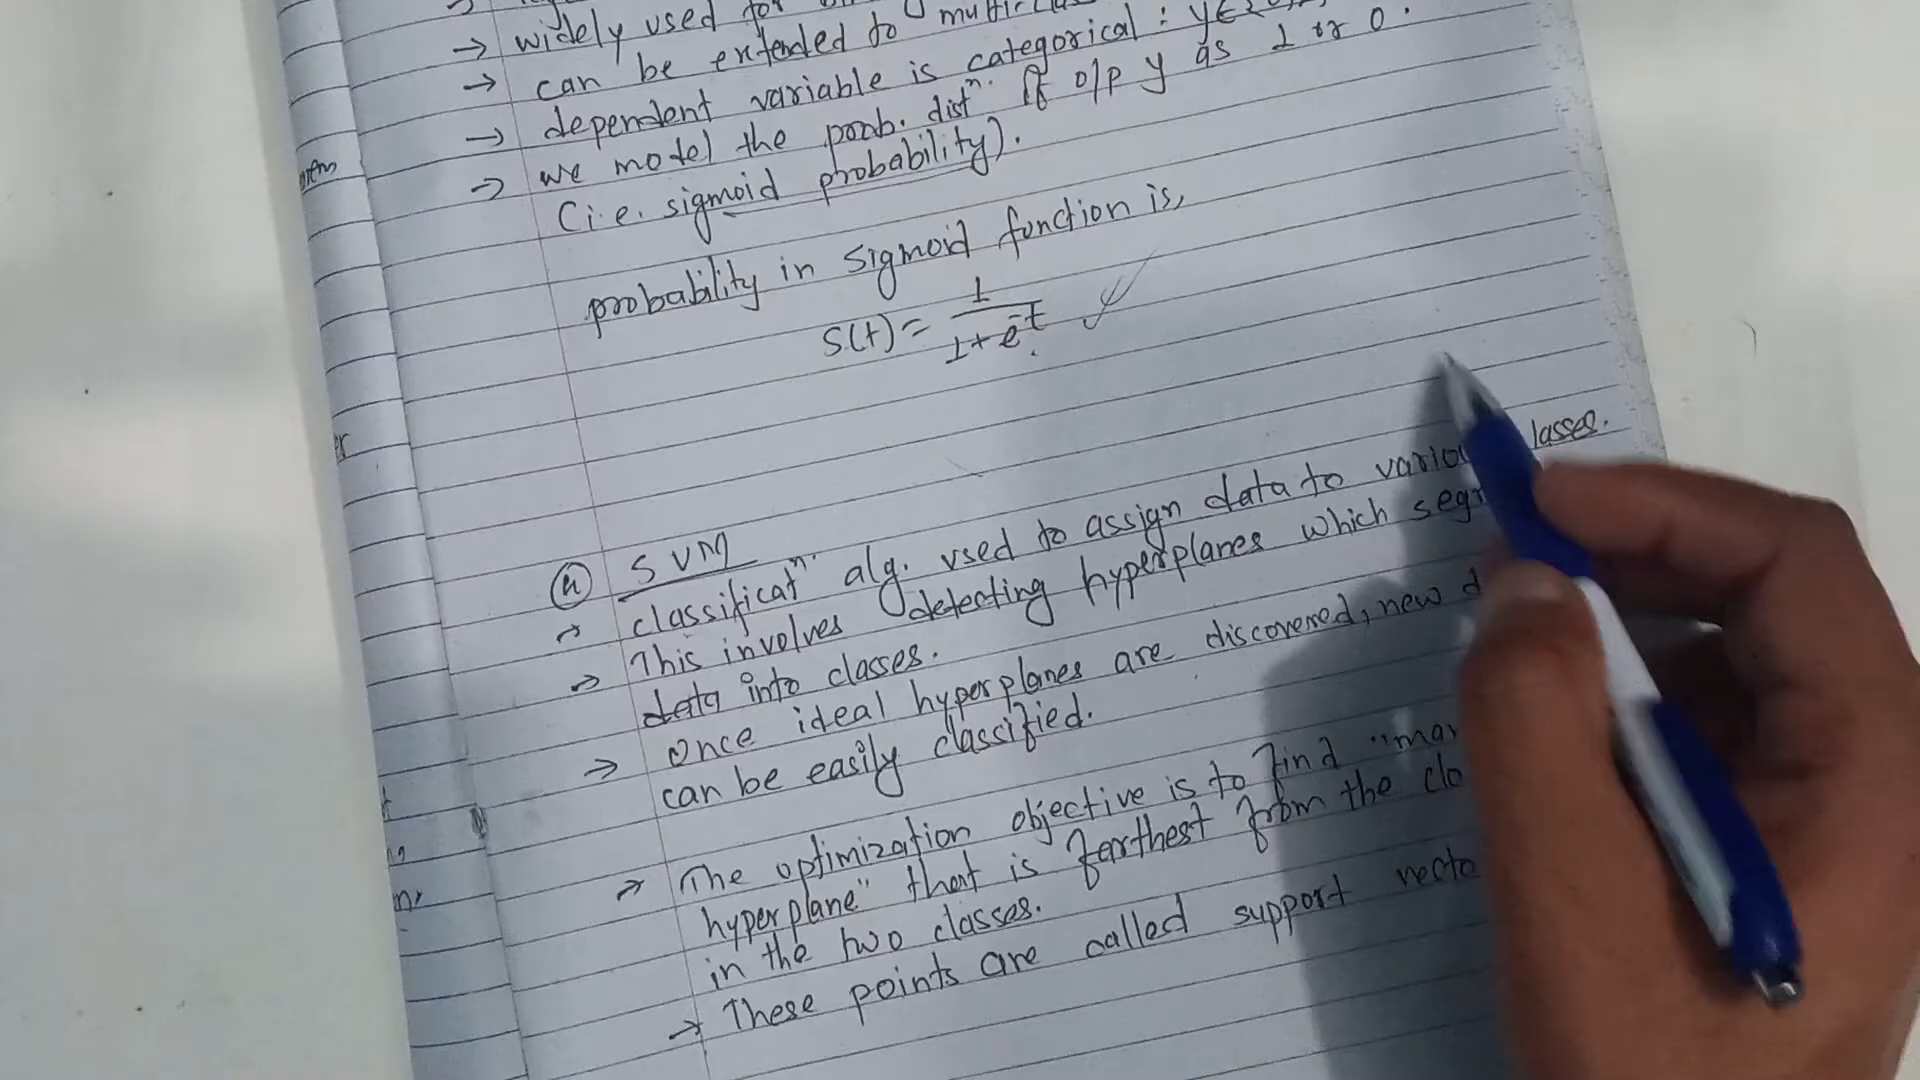 → widely used for
→ can be extended to
→ dependent variable is categorical : y∈
→ we model the prob. distⁿ. If o/p y as 1 or 0.
(i.e. sigmoid probability).
probability in sigmoid function is,
S(t) = 1 / 1 + e^-t
④ SVM
→ classificatⁿ. alg. used to assign data to
→ This involves detecting hyperplanes which
data into classes.
→ Once ideal hyperplanes are discovered, new
can be easily classified.
→ The optimization objective is to find
hyperplane" that is farthest from the
in the two classes.
→ These points are called support